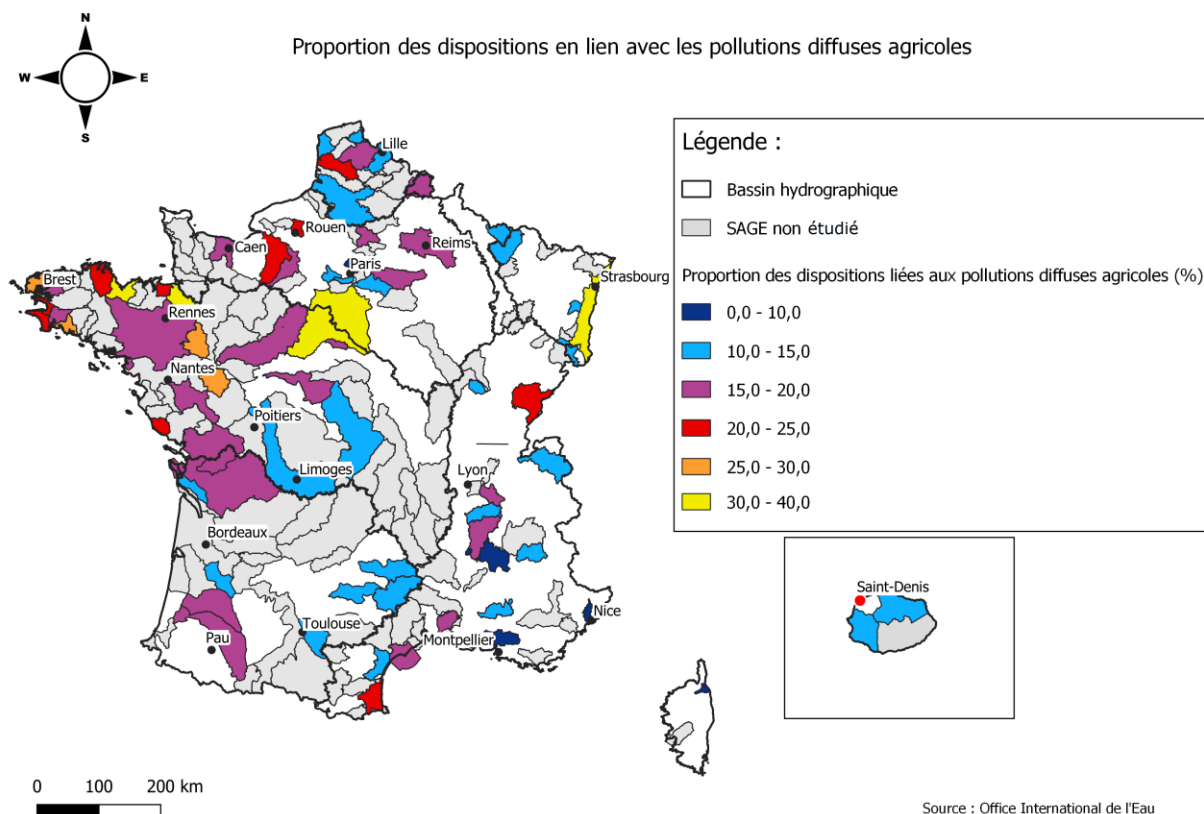 N
W E
S
Proportion des dispositions en lien avec les pollutions diffuses agricoles
Lille
Rouen
Caen
Reims
Paris
Strasbourg
Brest
Rennes
Nantes
Poitiers
Limoges
Lyon
Bordeaux
Toulouse
Pau
Montpellier
Nice
Légende :
Bassin hydrographique
SAGE non étudié
Proportion des dispositions liées aux pollutions diffuses agricoles (%)
0,0 - 10,0
10,0 - 15,0
15,0 - 20,0
20,0 - 25,0
25,0 - 30,0
30,0 - 40,0
Saint-Denis
0 100 200 km
Source : Office International de l'Eau